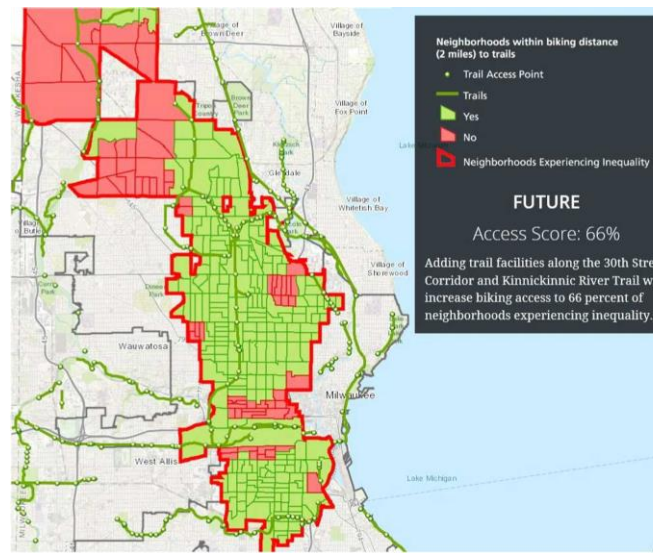 Village of
Brown Deer
Village of
Bayside
Neighborhoods within biking distance
(2 miles) to trails
Trail Access Point
Trails
Yes
No
Neighborhoods Experiencing Inequality
Village of
Fox Point
Brown
Deer
Park
Glendale
Village of
Whitefish Bay
Village of
FUTURE
Access Score: 66%
Adding trail facilities along the 30th Stre
Corridor and Kinnickinnic River Trail w
increase biking access to 66 percent of
neighborhoods experiencing inequality.
Wauwatosa
Milwaukee
West Allis
Lake Michigan